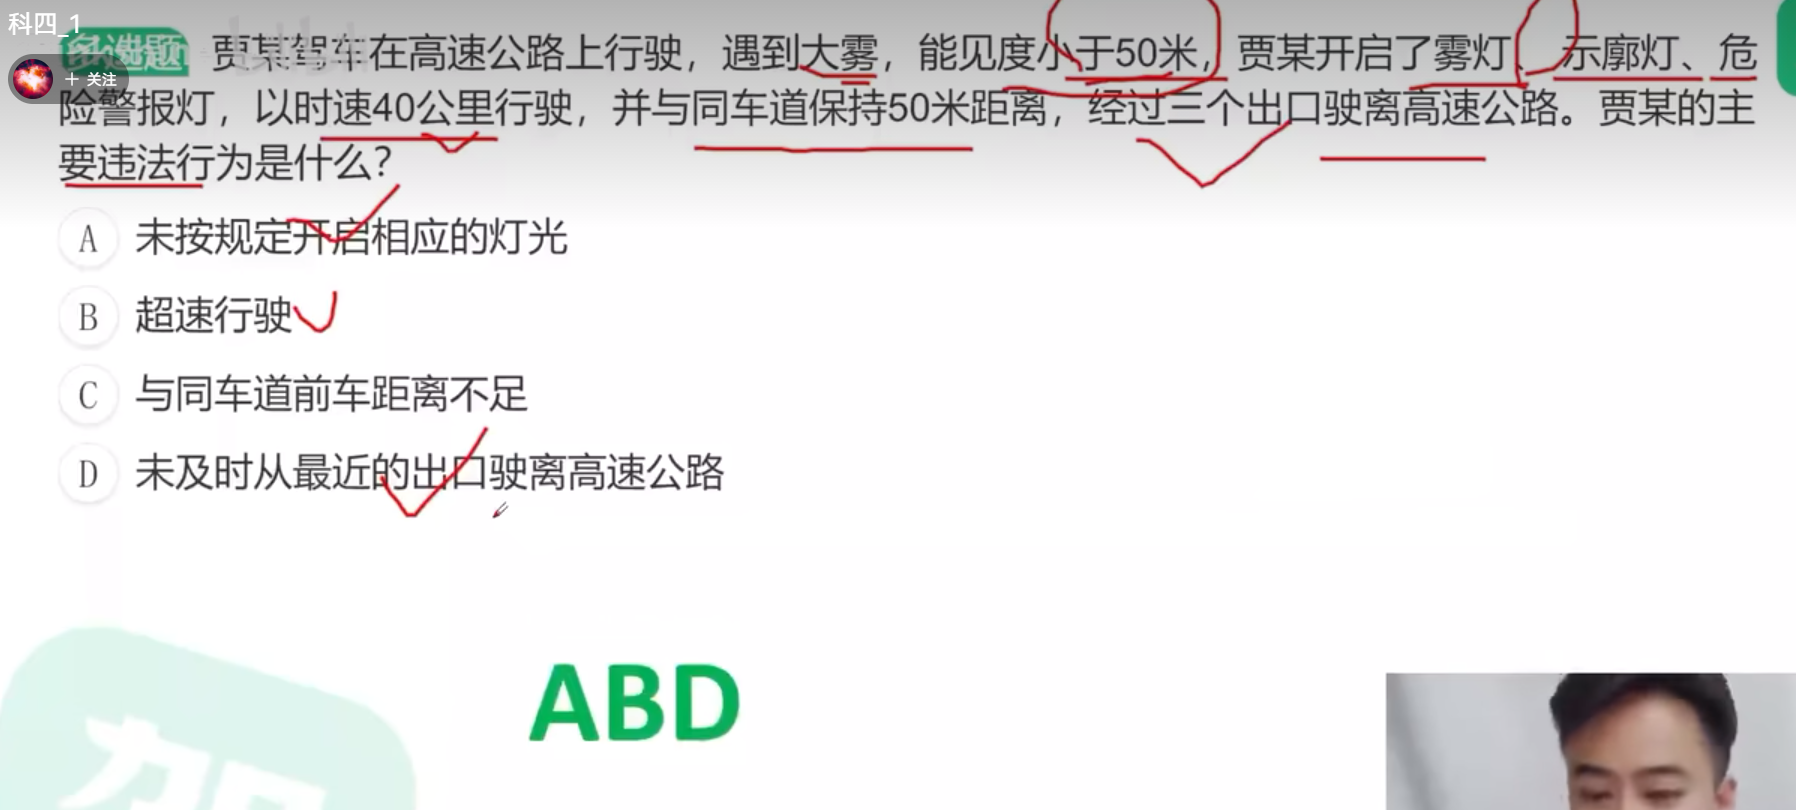 科四_1
多选题 贾某驾车在高速公路上行驶，遇到大雾，能见度小于50米，贾某开启了雾灯、示廓灯、危
+ 关注
险警报灯，以时速40公里行驶，并与同车道保持50米距离，经过三个出口驶离高速公路。贾某的主
要违法行为是什么?
A 未按规定开启相应的灯光
B 超速行驶
C 与同车道前车距离不足
D 未及时从最近的出口驶离高速公路
ABD